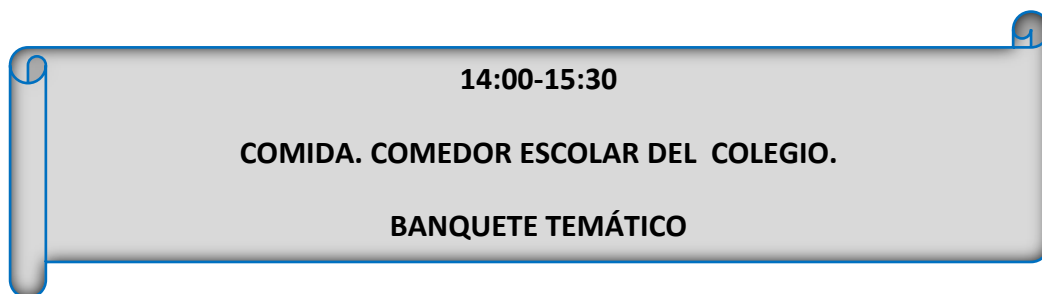 14:00-15:30
COMIDA. COMEDOR ESCOLAR DEL  COLEGIO.
BANQUETE TEMÁTICO